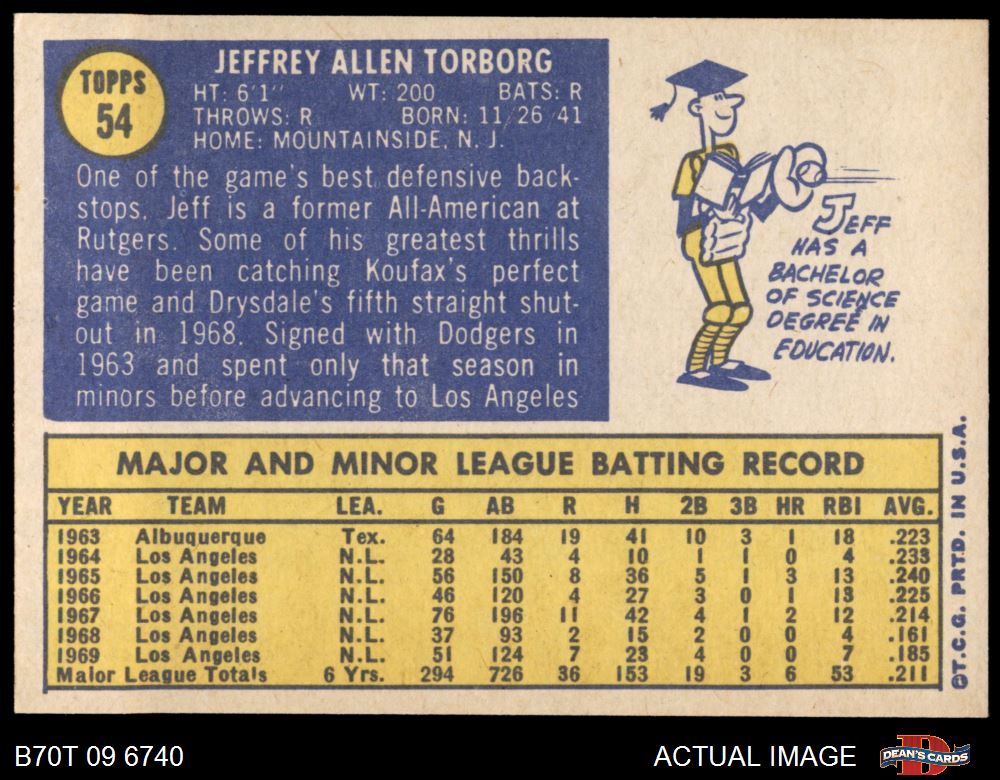 TOPPS
54
JEFFREY ALLEN TORBORG
HT: 6'1" WT: 200 BATS: R
THROWS: R BORN: 11/26/41
HOME: MOUNTAINSIDE, N. J.
One of the game's best defensive back-
stops, Jeff is a former All-American at
Rutgers. Some of his greatest thrills
have been catching Koufax's perfect
game and Drysdale's fifth straight shut-
out in 1968. Signed with Dodgers in
1963 and spent only that season in
minors before advancing to Los Angeles
JEFF
HAS A
BACHELOR
OF SCIENCE
DEGREE IN
EDUCATION.
MAJOR AND MINOR LEAGUE BATTING RECORD
YEAR TEAM LEA. G AB R H 2B 3B HR RBI AVG.
1963 Albuquerque Tex. 64 184 19 41 10 3 1 18 .223
1964 Los Angeles N.L. 28 43 4 10 1 1 0 4 .233
1965 Los Angeles N.L. 56 150 8 36 5 1 3 13 .240
1966 Los Angeles N.L. 46 120 4 27 3 0 1 13 .225
1967 Los Angeles N.L. 76 196 11 42 4 1 2 12 .214
1968 Los Angeles N.L. 37 93 2 15 2 0 0 4 .161
1969 Los Angeles N.L. 51 124 7 23 4 0 0 7 .185
Major League Totals 6 Yrs. 294 726 36 153 19 3 6 53 .211
©T.C.G. PRTD. IN U.S.A.
B70T 09 6740
ACTUAL IMAGE
DEAN'S CARDS